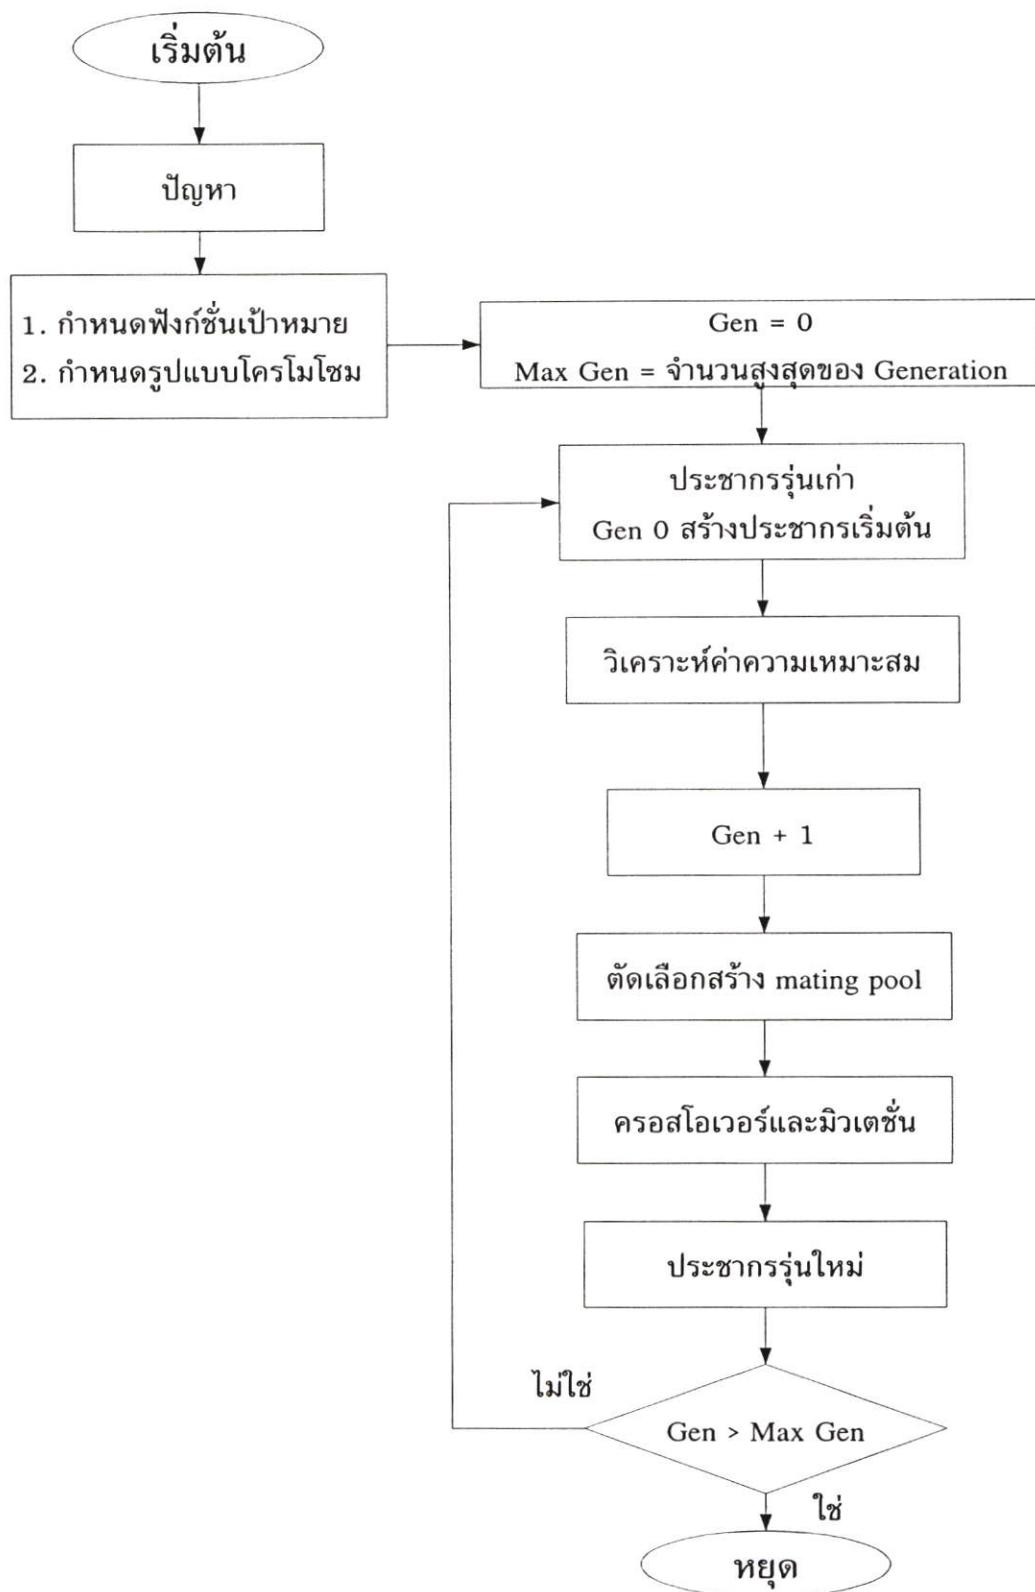 เริ่มต้น
ปัญหา
1. กำหนดฟังก์ชั่นเป้าหมาย
2. กำหนดรูปแบบโครโมโซม
Gen = 0
Max Gen = จำนวนสูงสุดของ Generation
ประชากรรุ่นเก่า
Gen 0 สร้างประชากรเริ่มต้น
วิเคราะห์ค่าความเหมาะสม
Gen + 1
ตัดเลือกสร้าง mating pool
ครอสโอเวอร์และมิวเตชั่น
ประชากรรุ่นใหม่
ไม่ใช่
Gen > Max Gen
ใช่
หยุด